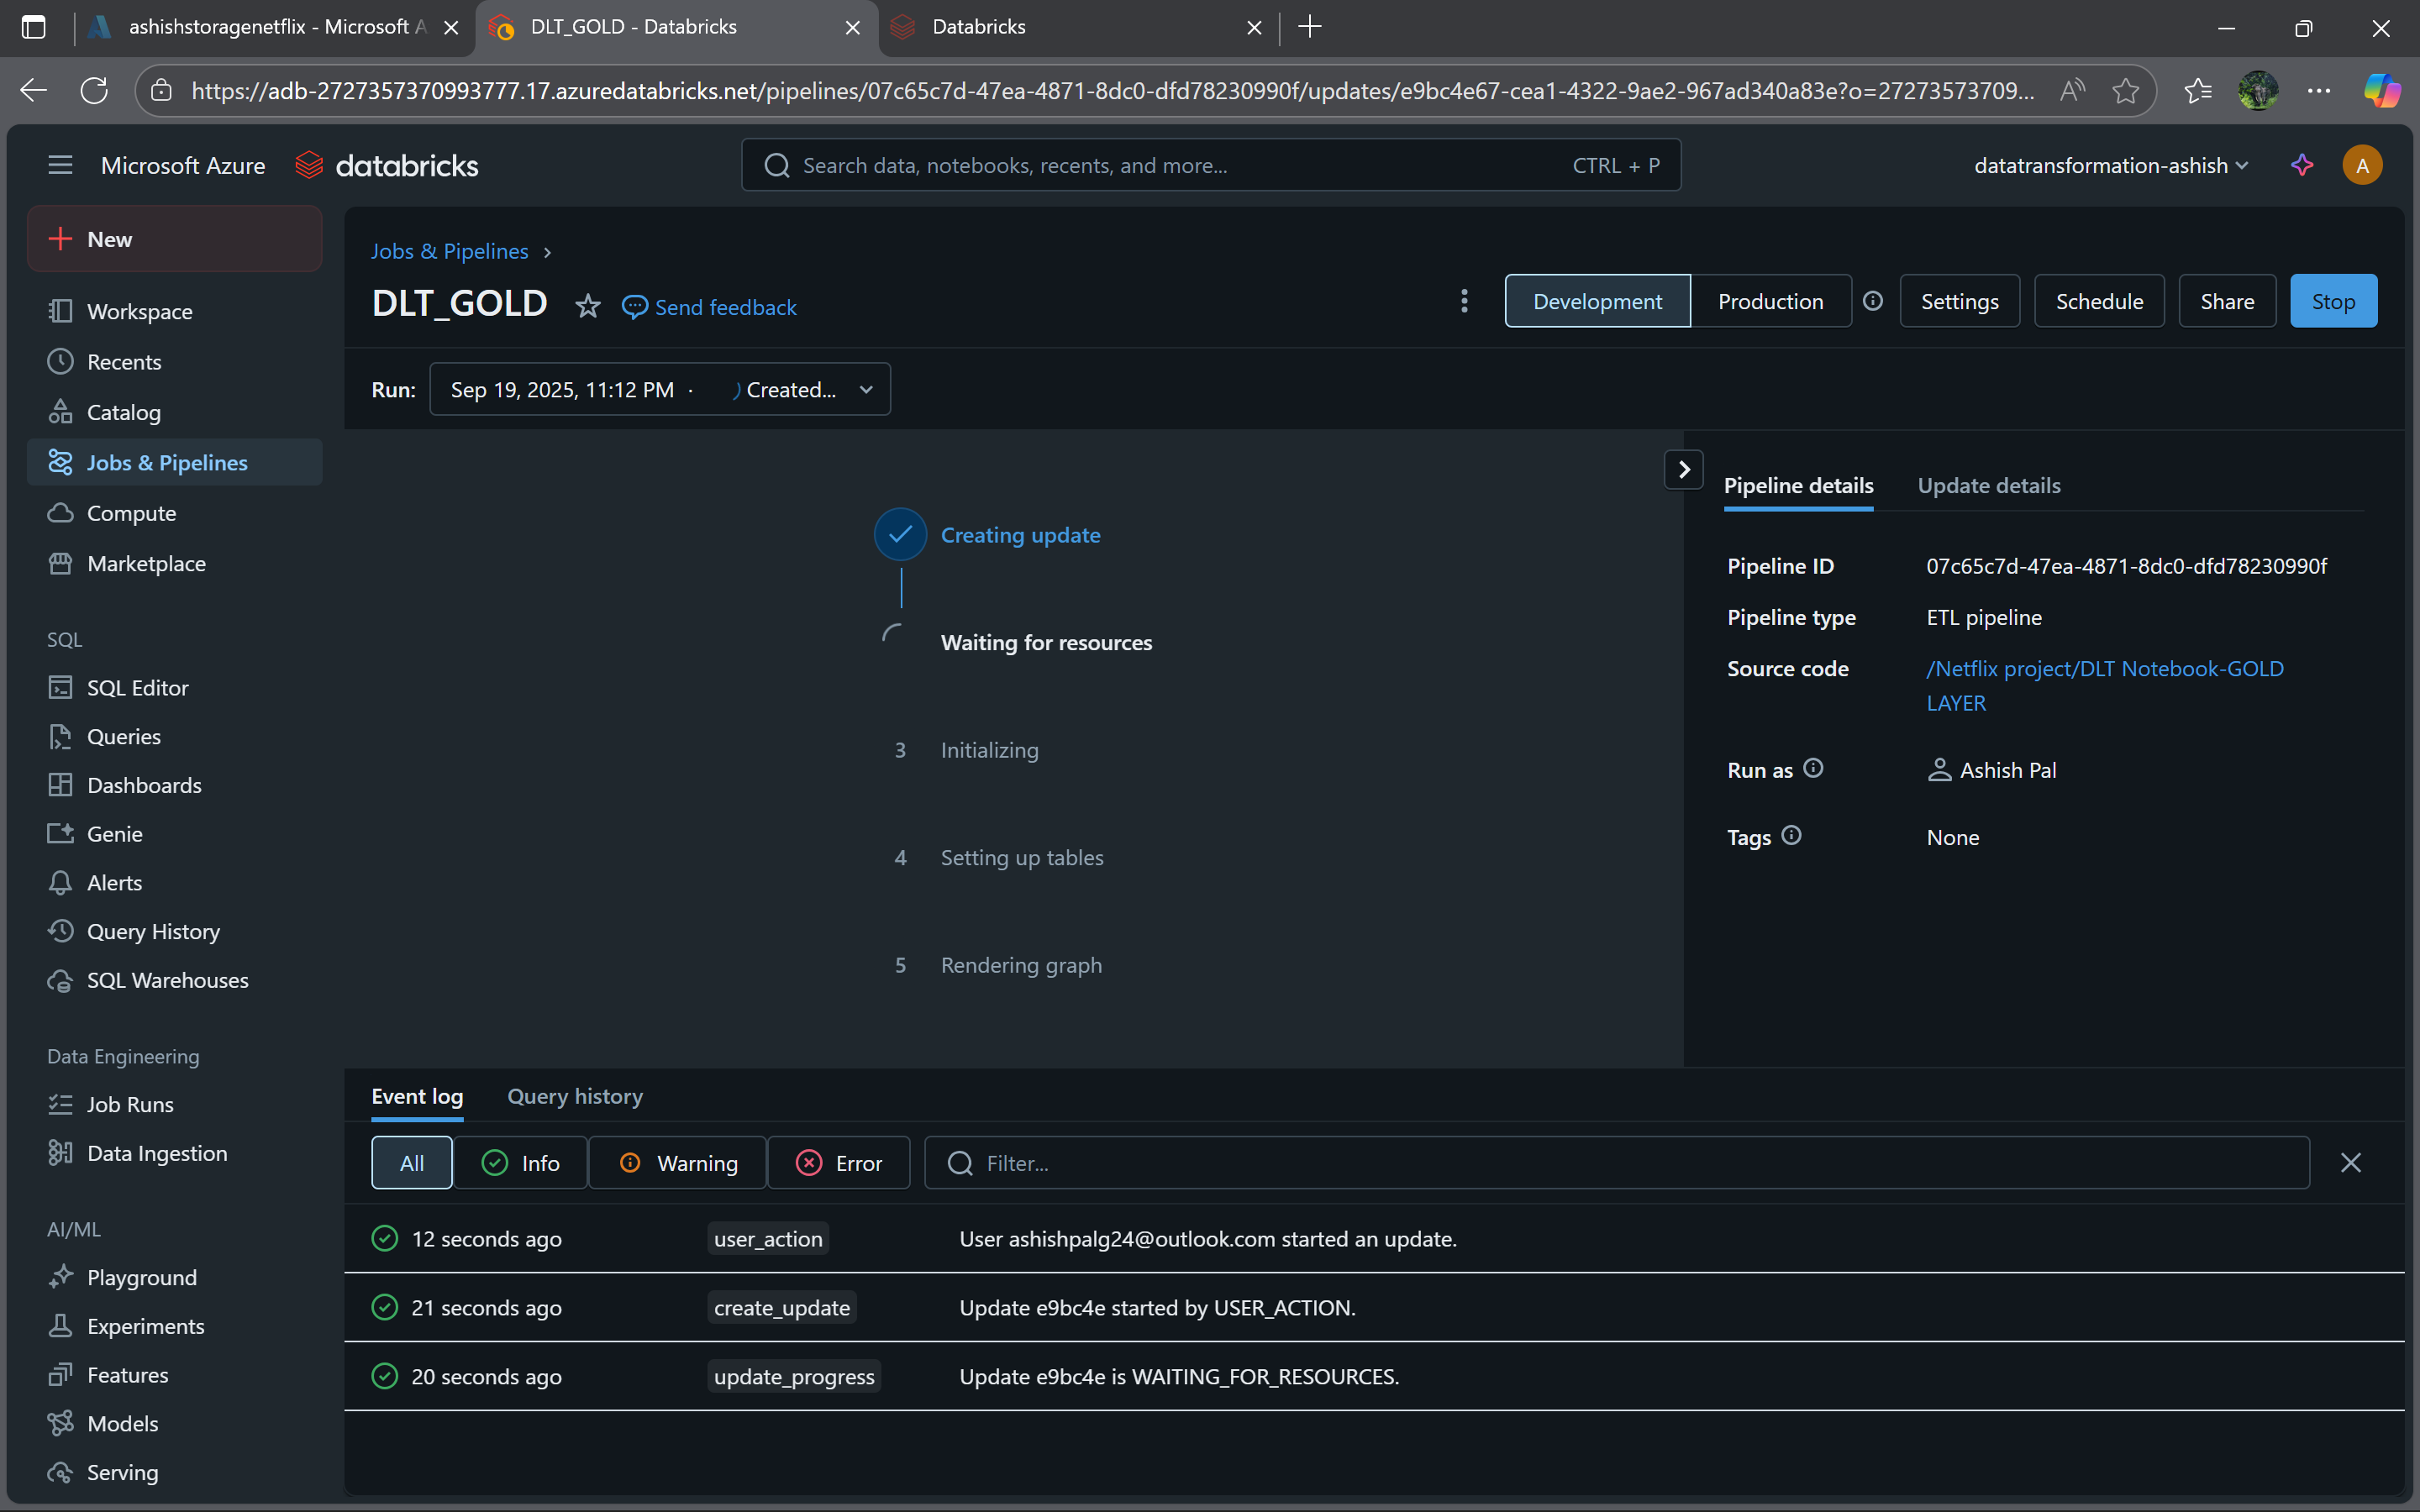 ashishstoragenetflix - Microsoft A
DLT_GOLD - Databricks
Databricks
https://adb-2727357370993777.17.azuredatabricks.net/pipelines/07c65c7d-47ea-4871-8dc0-dfd78230990f/updates/e9bc4e67-cea1-4322-9ae2-967ad340a83e?o=27273573709...
Microsoft Azure databricks
Search data, notebooks, recents, and more... CTRL + P
datatransformation-ashish
A
New
Workspace
Recents
Catalog
Jobs & Pipelines
Compute
Marketplace
SQL
SQL Editor
Queries
Dashboards
Genie
Alerts
Query History
SQL Warehouses
Data Engineering
Job Runs
Data Ingestion
AI/ML
Playground
Experiments
Features
Models
Serving
Jobs & Pipelines ›
DLT_GOLD
Send feedback
Development Production Settings Schedule Share Stop
Run: Sep 19, 2025, 11:12 PM · Created...
Creating update
Waiting for resources
3 Initializing
4 Setting up tables
5 Rendering graph
Pipeline details Update details
Pipeline ID 07c65c7d-47ea-4871-8dc0-dfd78230990f
Pipeline type ETL pipeline
Source code /Netflix project/DLT Notebook-GOLD
LAYER
Run as Ashish Pal
Tags None
Event log Query history
All Info Warning Error Filter...
12 seconds ago user_action User ashishpalg24@outlook.com started an update.
21 seconds ago create_update Update e9bc4e started by USER_ACTION.
20 seconds ago update_progress Update e9bc4e is WAITING_FOR_RESOURCES.